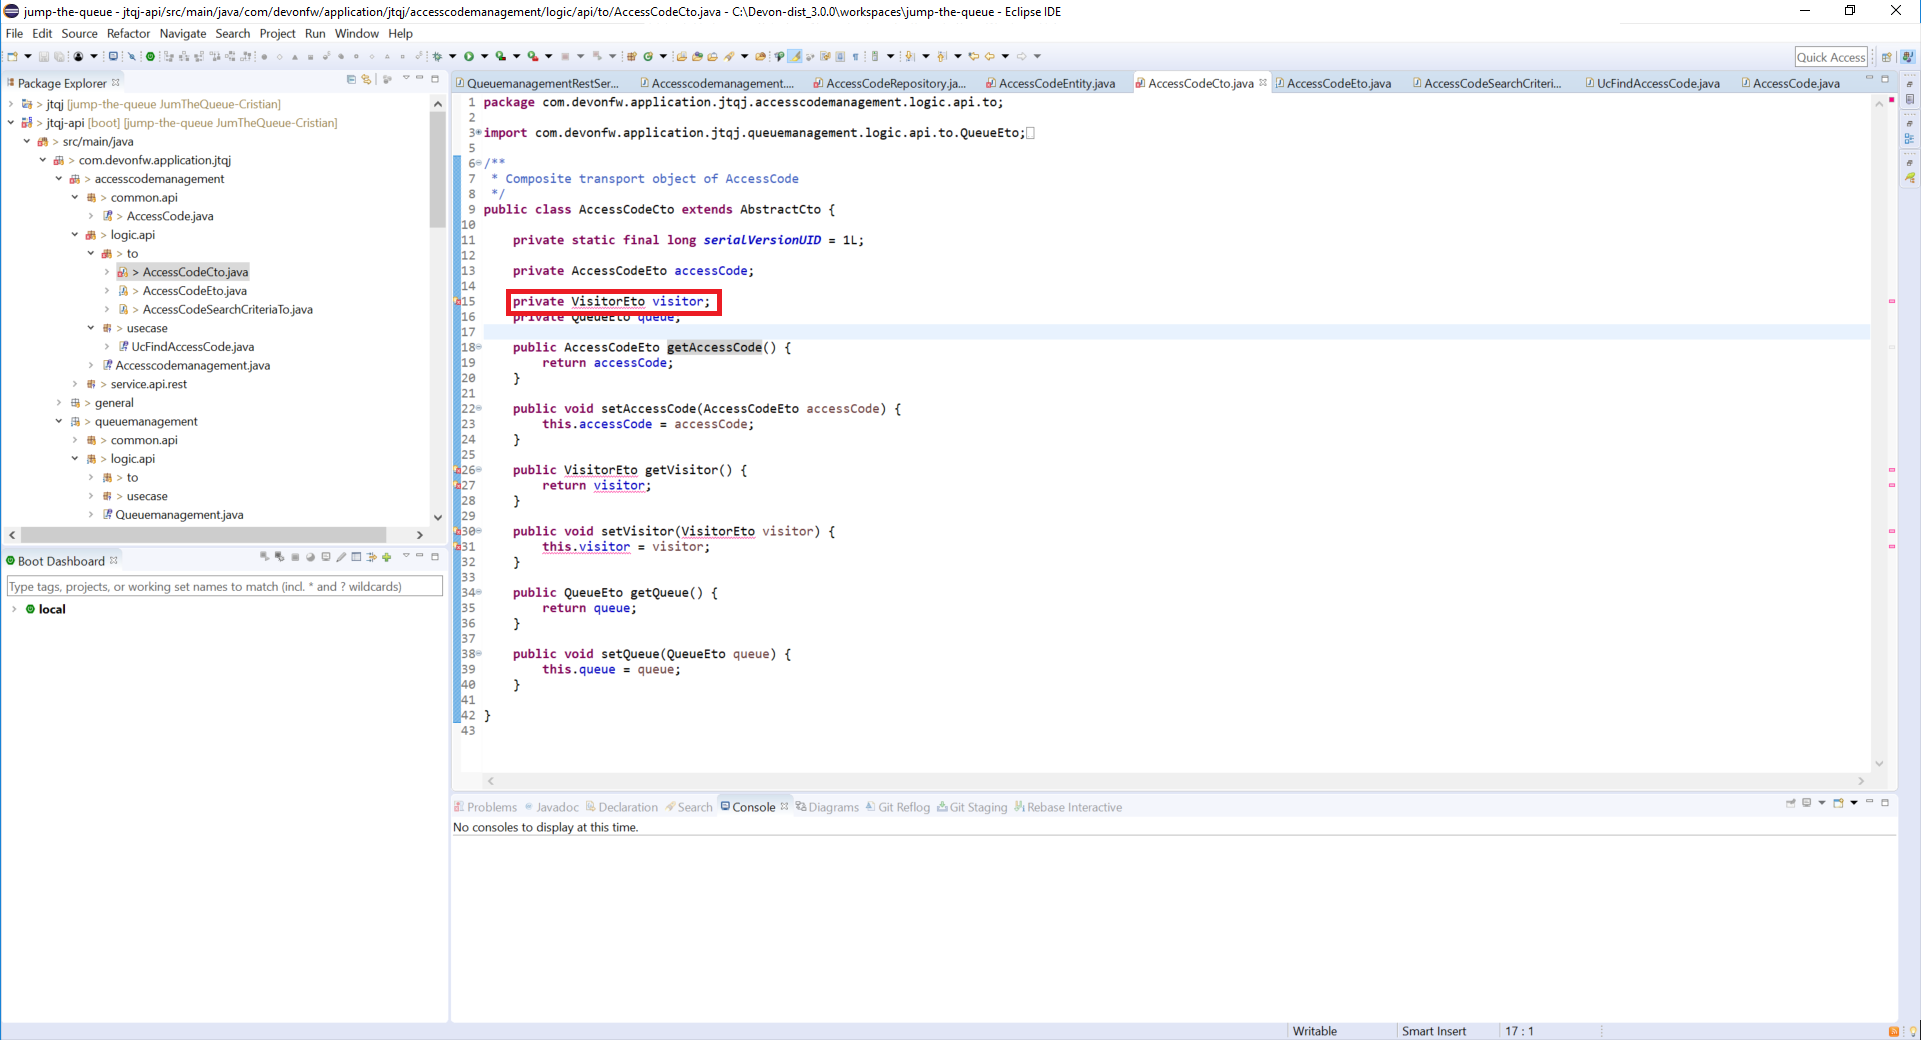 jump-the-queue - jtqj-api/src/main/java/com/devonfw/application/jtqj/accesscodemanagement/logic/api/to/AccessCodeCto.java - C:\Devon-dist_3.0.0\workspaces\jump-the-queue - Eclipse IDE
File Edit Source Refactor Navigate Search Project Run Window Help
Quick Access
Package Explorer
> jtqj [jump-the-queue JumTheQueue-Cristian]
> jtqj-api [boot] [jump-the-queue JumTheQueue-Cristian]
> src/main/java
> com.devonfw.application.jtqj
> accesscodemanagement
> common.api
> AccessCode.java
> logic.api
> to
> AccessCodeCto.java
> AccessCodeEto.java
> AccessCodeSearchCriteriaTo.java
> usecase
> UcFindAccessCode.java
> Accesscodemanagement.java
> service.api.rest
> general
> queuemanagement
> common.api
> logic.api
> to
> usecase
> Queuemanagement.java
Boot Dashboard
Type tags, projects, or working set names to match (incl. * and ? wildcards)
local
QueuemanagementRestSer... Accesscodemanagement.... AccessCodeRepository.ja... AccessCodeEntity.java AccessCodeCto.java AccessCodeEto.java AccessCodeSearchCriteri... UcFindAccessCode.java AccessCode.java
1 package com.devonfw.application.jtqj.accesscodemanagement.logic.api.to;
2
3 import com.devonfw.application.jtqj.queuemanagement.logic.api.to.QueueEto;
5
6 /**
7 * Composite transport object of AccessCode
8 */
9 public class AccessCodeCto extends AbstractCto {
10
11 private static final long serialVersionUID = 1L;
12
13 private AccessCodeEto accessCode;
14
15 private VisitorEto visitor;
16 private QueueEto queue;
17
18 public AccessCodeEto getAccessCode() {
19 return accessCode;
20 }
21
22 public void setAccessCode(AccessCodeEto accessCode) {
23 this.accessCode = accessCode;
24 }
25
26 public VisitorEto getVisitor() {
27 return visitor;
28 }
29
30 public void setVisitor(VisitorEto visitor) {
31 this.visitor = visitor;
32 }
33
34 public QueueEto getQueue() {
35 return queue;
36 }
37
38 public void setQueue(QueueEto queue) {
39 this.queue = queue;
40 }
41
42 }
43
Problems Javadoc Declaration Search Console Diagrams Git Reflog Git Staging Rebase Interactive
No consoles to display at this time.
Writable Smart Insert 17 : 1